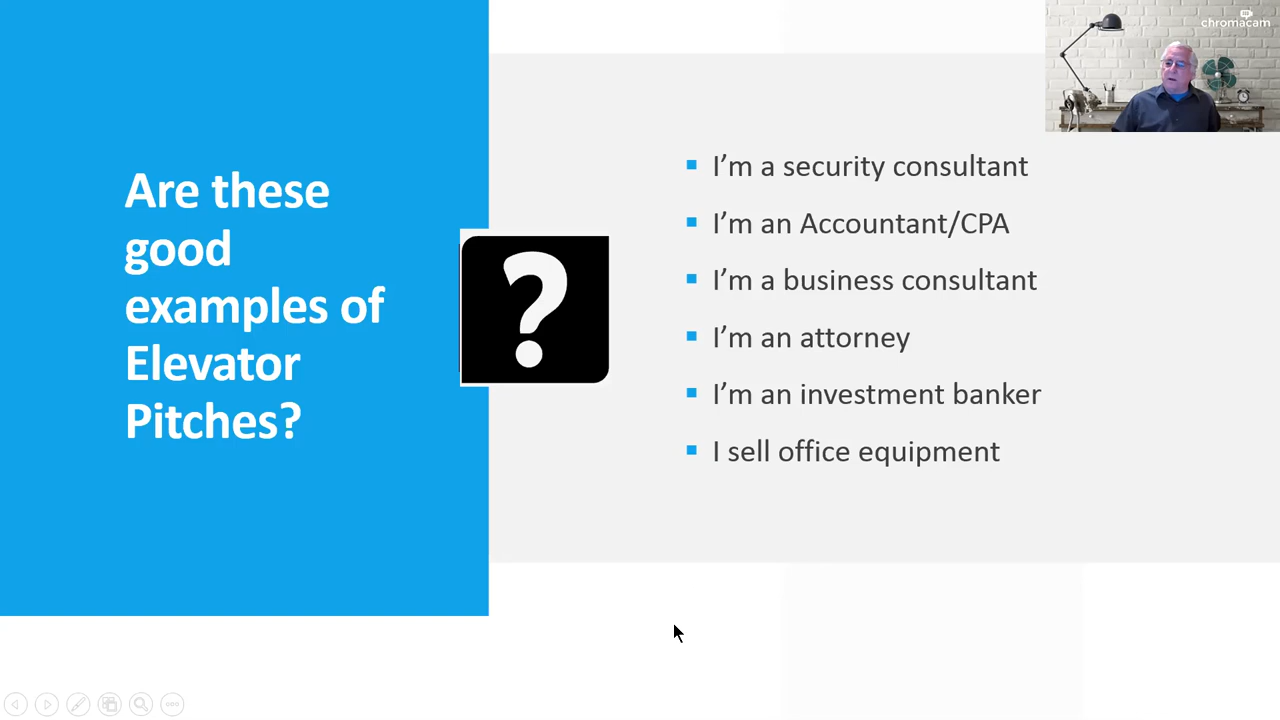 chromacam
Are these
good
examples of
Elevator
Pitches?
?
I’m a security consultant
I’m an Accountant/CPA
I’m a business consultant
I’m an attorney
I’m an investment banker
I sell office equipment